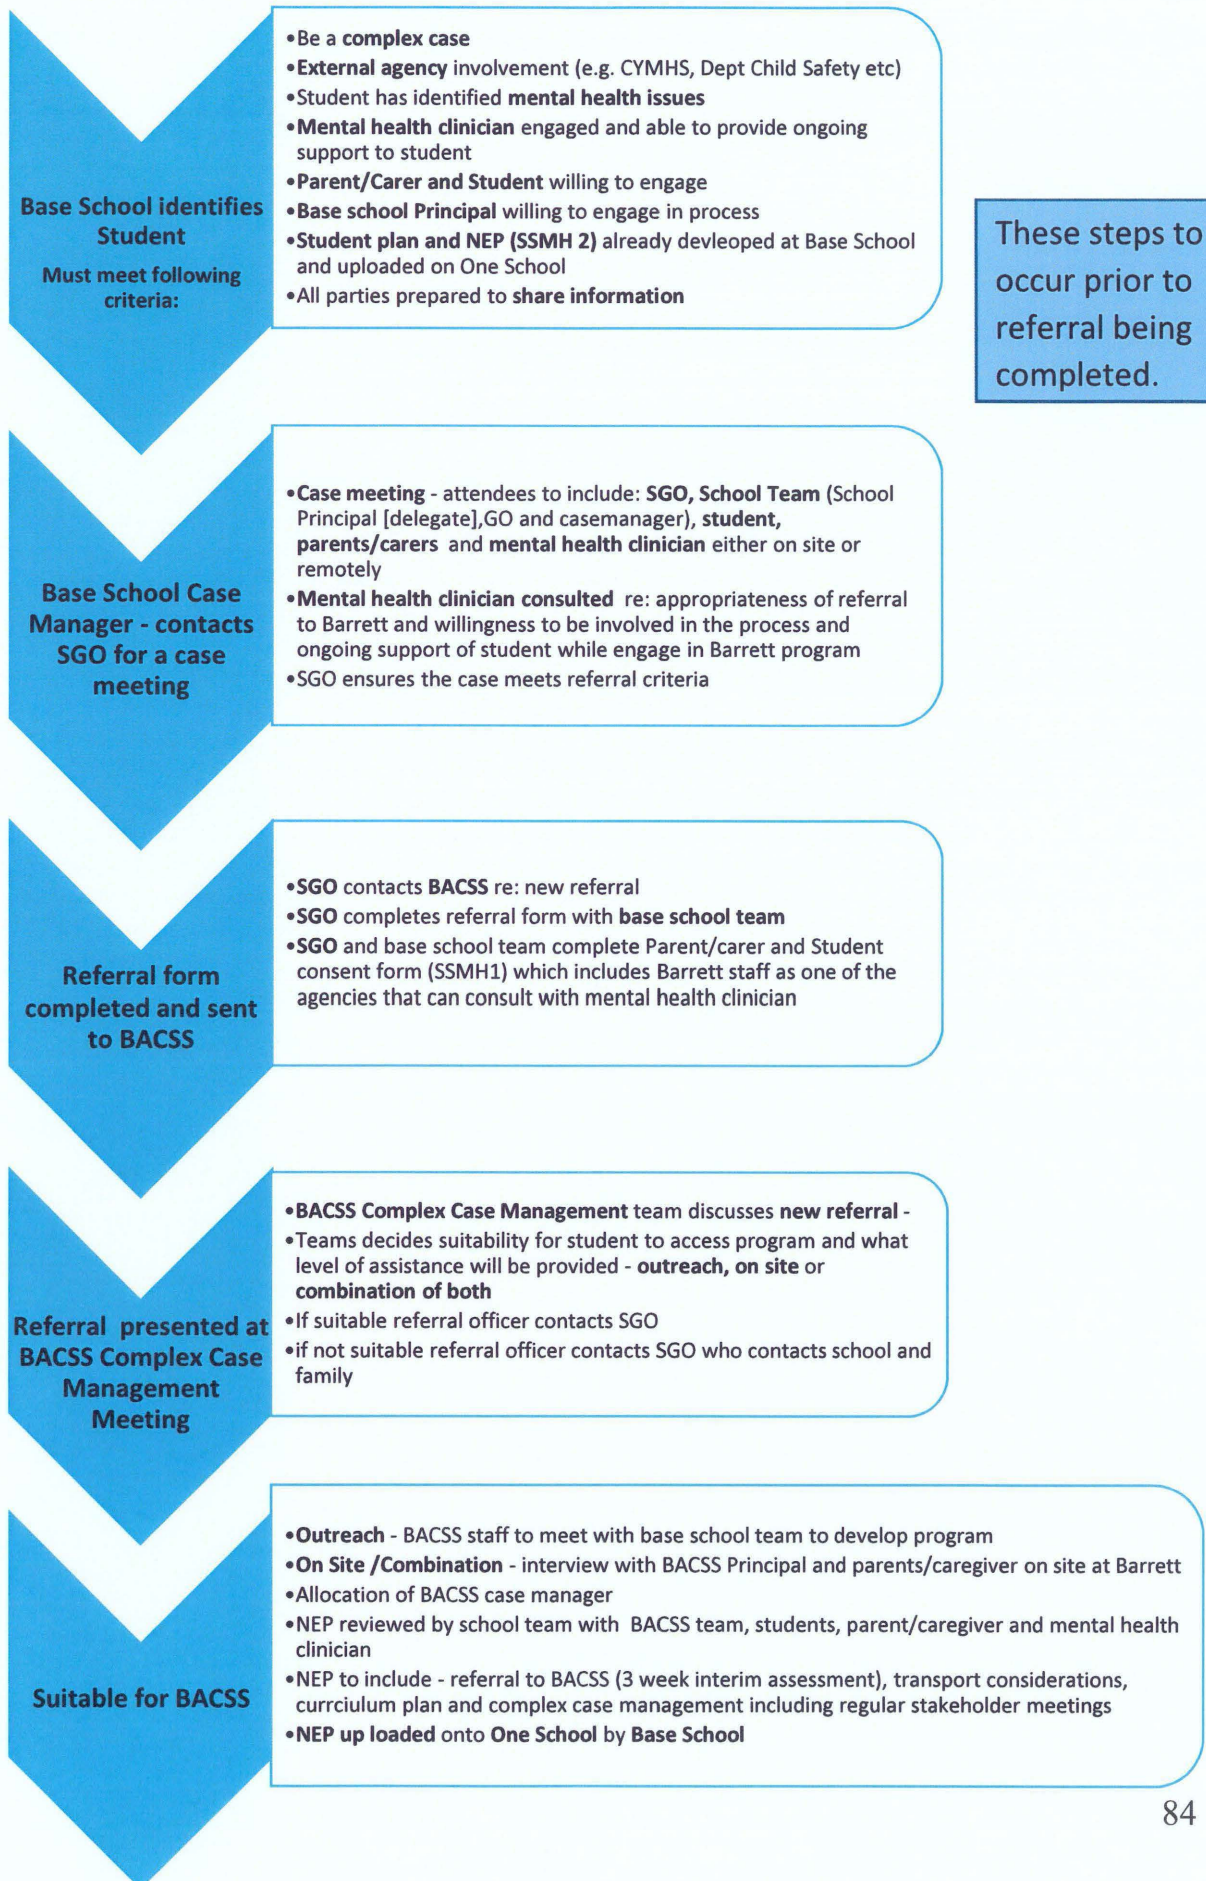 Base School identifies
Student
Must meet following
criteria:
•Be a complex case
•External agency involvement (e.g. CYMHS, Dept Child Safety etc)
•Student has identified mental health issues
•Mental health clinician engaged and able to provide ongoing
support to student
•Parent/Carer and Student willing to engage
•Base school Principal willing to engage in process
•Student plan and NEP (SSMH 2) already devleoped at Base School
and uploaded on One School
•All parties prepared to share information
These steps to
occur prior to
referral being
completed.
Base School Case
Manager - contacts
SGO for a case
meeting
•Case meeting - attendees to include: SGO, School Team (School
Principal [delegate],GO and casemanager), student,
parents/carers and mental health clinician either on site or
remotely
•Mental health clinician consulted re: appropriateness of referral
to Barrett and willingness to be involved in the process and
ongoing support of student while engage in Barrett program
•SGO ensures the case meets referral criteria
Referral form
completed and sent
to BACSS
•SGO contacts BACSS re: new referral
•SGO completes referral form with base school team
•SGO and base school team complete Parent/carer and Student
consent form (SSMH1) which includes Barrett staff as one of the
agencies that can consult with mental health clinician
Referral presented at
BACSS Complex Case
Management
Meeting
•BACSS Complex Case Management team discusses new referral -
•Teams decides suitability for student to access program and what
level of assistance will be provided - outreach, on site or
combination of both
•If suitable referral officer contacts SGO
•if not suitable referral officer contacts SGO who contacts school and
family
Suitable for BACSS
•Outreach - BACSS staff to meet with base school team to develop program
•On Site /Combination - interview with BACSS Principal and parents/caregiver on site at Barrett
•Allocation of BACSS case manager
•NEP reviewed by school team with BACSS team, students, parent/caregiver and mental health
clinician
•NEP to include - referral to BACSS (3 week interim assessment), transport considerations,
currciulum plan and complex case management including regular stakeholder meetings
•NEP up loaded onto One School by Base School
84